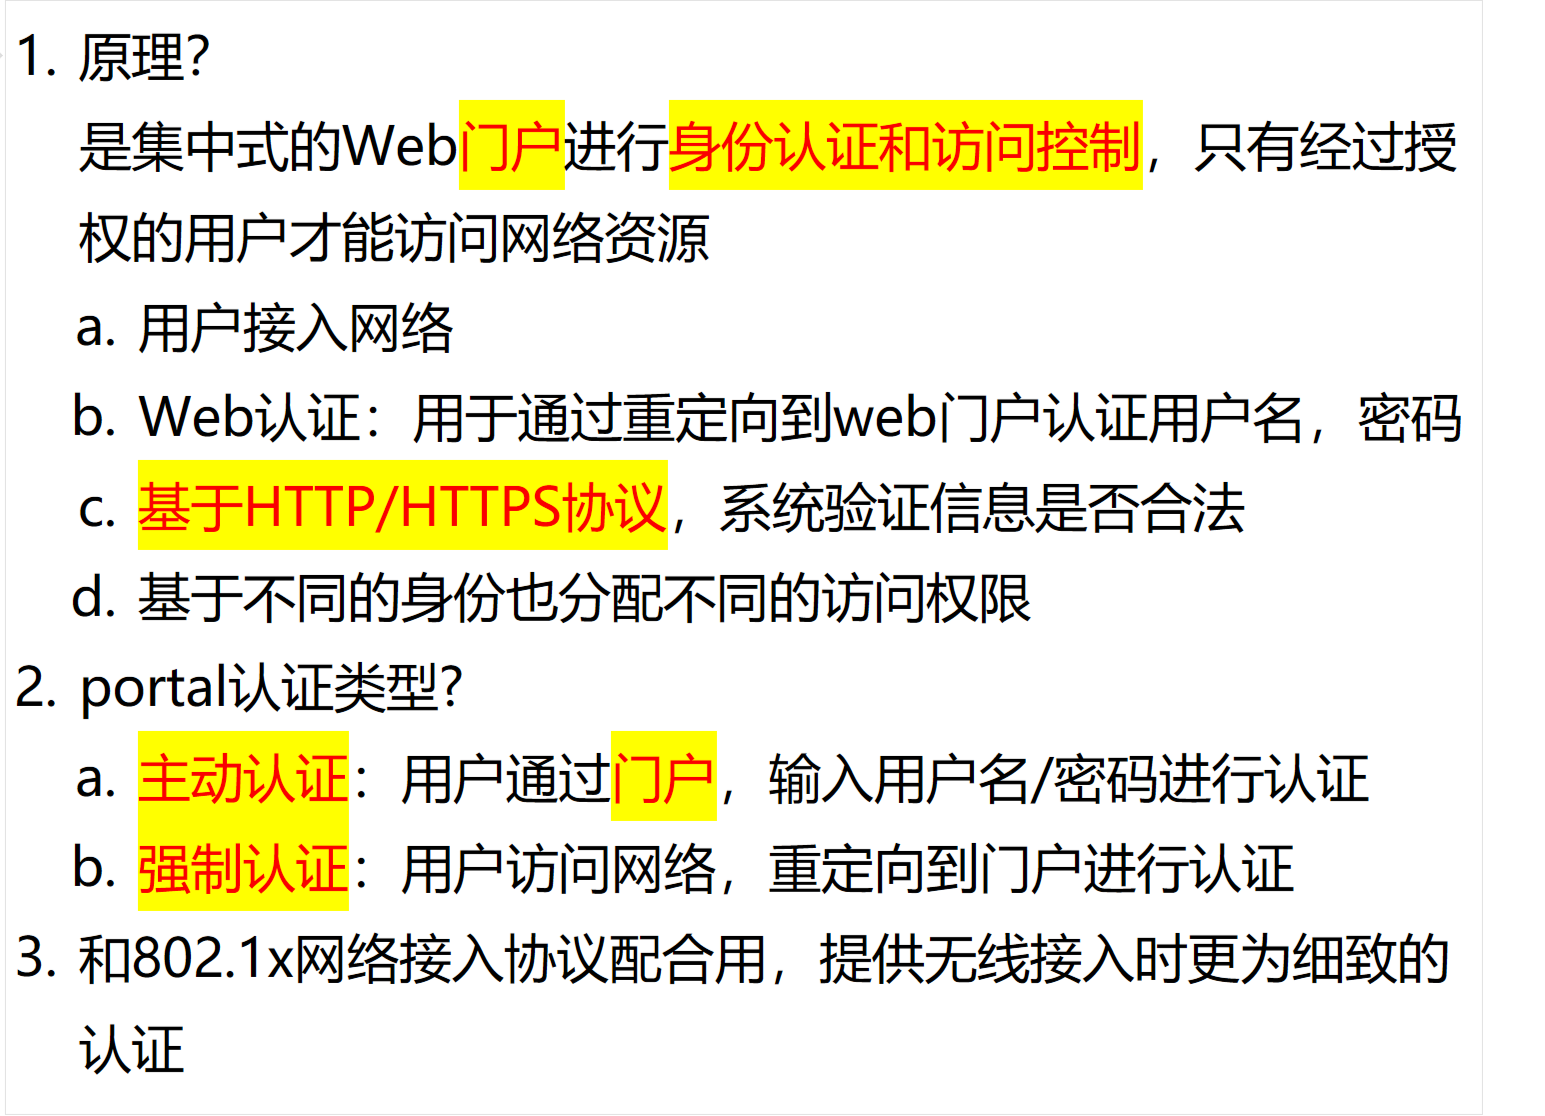 1. 原理？
是集中式的Web门户进行身份认证和访问控制，只有经过授
权的用户才能访问网络资源
a. 用户接入网络
b. Web认证：用于通过重定向到web门户认证用户名，密码
c. 基于HTTP/HTTPS协议，系统验证信息是否合法
d. 基于不同的身份也分配不同的访问权限
2. portal认证类型？
a. 主动认证：用户通过门户，输入用户名/密码进行认证
b. 强制认证：用户访问网络，重定向到门户进行认证
3. 和802.1x网络接入协议配合用，提供无线接入时更为细致的
认证